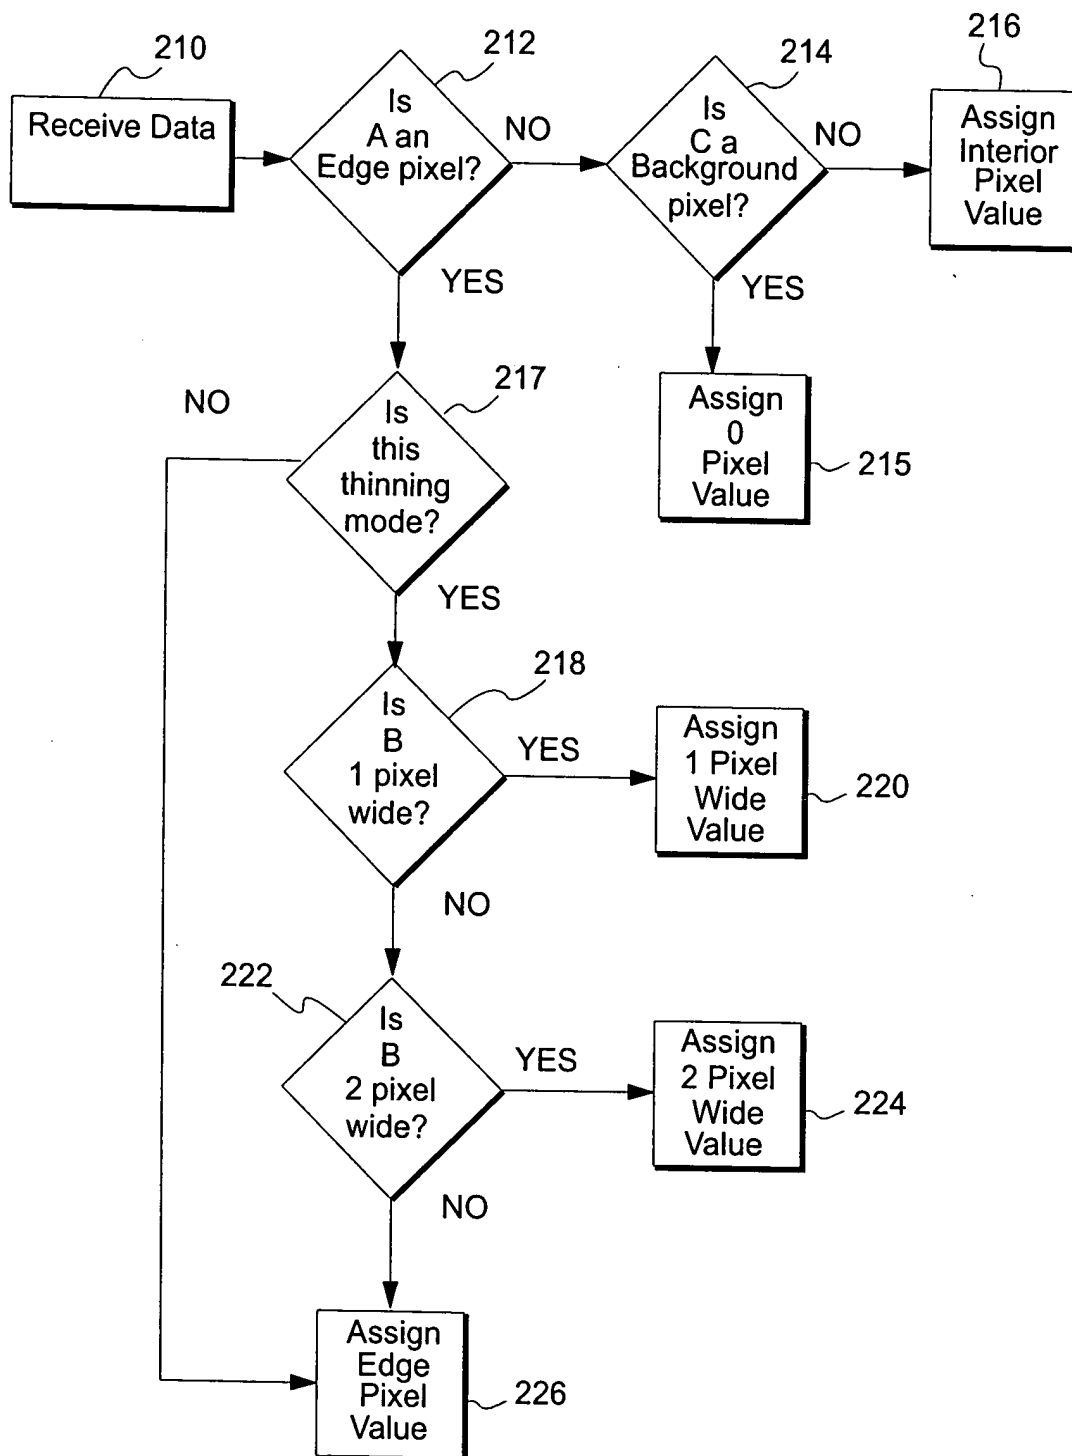 210
Receive Data
212
Is
A an
Edge pixel?
NO
214
Is
C a
Background
pixel?
NO
216
Assign
Interior
Pixel
Value
YES
YES
NO
217
Is
this
thinning
mode?
Assign
0
Pixel
Value
215
YES
218
Is
B
1 pixel
wide?
YES
Assign
1 Pixel
Wide
Value
220
NO
222
Is
B
2 pixel
wide?
YES
Assign
2 Pixel
Wide
Value
224
NO
Assign
Edge
Pixel
Value
226